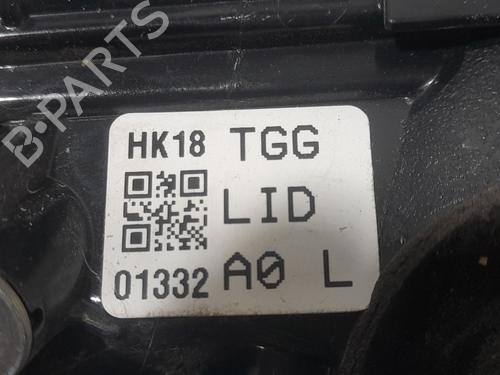 B-PARTS
HK18 TGG
LID
01332 A0 L